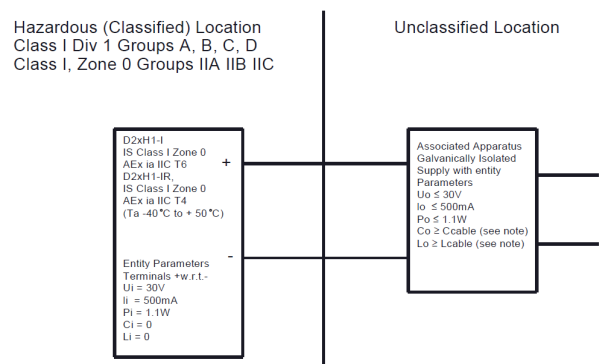 Hazardous (Classified) Location
Class I Div 1 Groups A, B, C, D
Class I, Zone 0 Groups IIA IIB IIC
Unclassified Location
D2xH1-I
IS Class I Zone 0
AEx ia IIC T6
D2xH1-IR,
IS Class I Zone 0
AEx ia IIC T4
(Ta -40°C to + 50°C)
+
-
Entity Parameters
Terminals +w.r.t.-
Ui = 30V
Ii = 500mA
Pi = 1.1W
Ci = 0
Li = 0
Associated Apparatus
Galvanically Isolated
Supply with entity
Parameters
Uo ≤ 30V
Io ≤ 500mA
Po ≤ 1.1W
Co ≥ Ccable (see note)
Lo ≥ Lcable (see note)